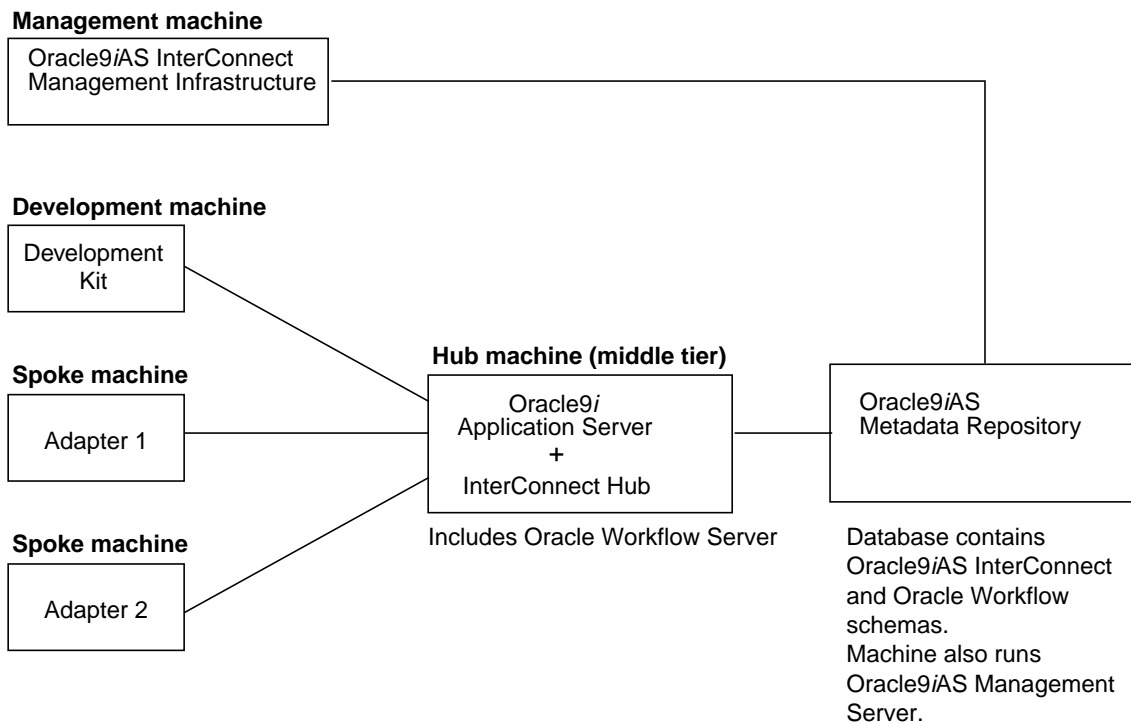 Management machine
Oracle9iAS InterConnect
Management Infrastructure
Development machine
Development
Kit
Spoke machine
Adapter 1
Spoke machine
Adapter 2
Hub machine (middle tier)
Oracle9i
Application Server
+
InterConnect Hub
Includes Oracle Workflow Server
Oracle9iAS
Metadata Repository
Database contains
Oracle9iAS InterConnect
and Oracle Workflow
schemas.
Machine also runs
Oracle9iAS Management
Server.